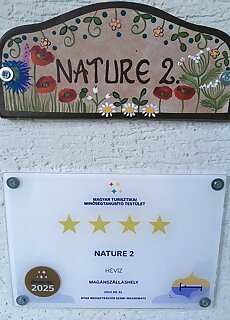 NATURE 2.
MAGYAR TURISZTIKAI
MINŐSÉGTANÚSÍTÓ TESTÜLET
NATURE 2
HÉVÍZ
MAGÁNSZÁLLÁSHELY
2025